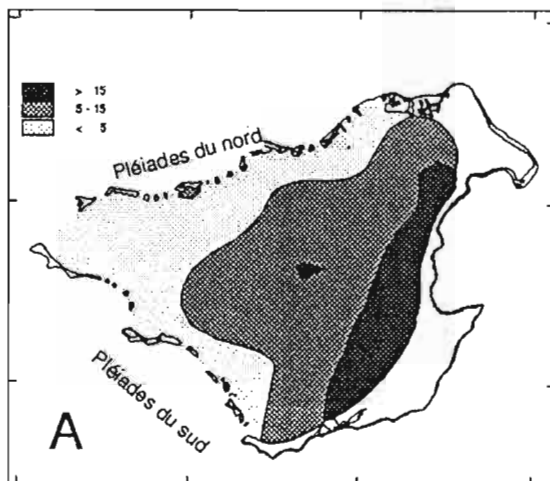 > 15
5 - 15
< 5
Pléiades du nord
Pléiades du sud
A